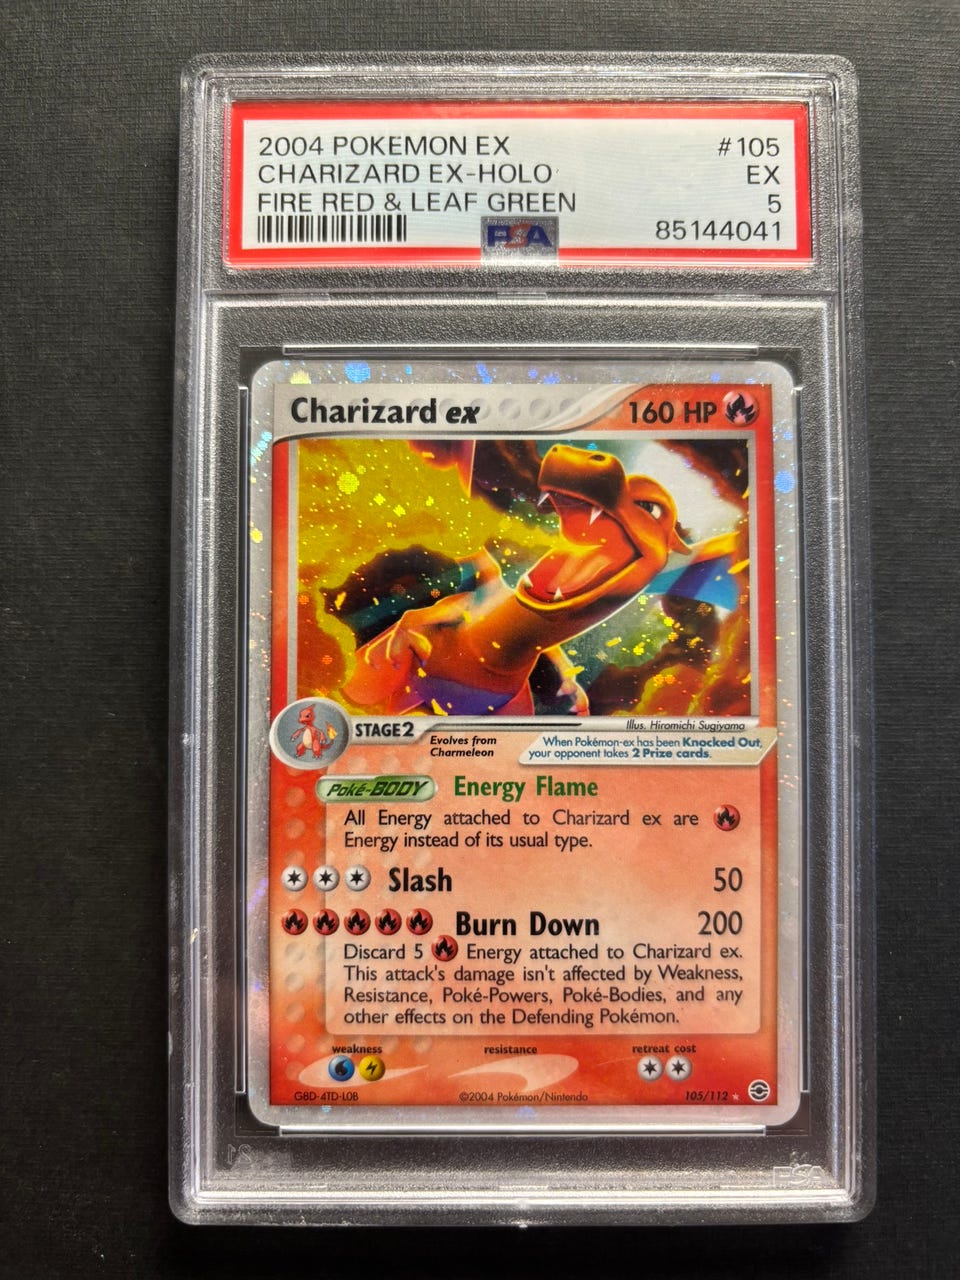 2004 POKEMON EX #105
CHARIZARD EX-HOLO EX
FIRE RED & LEAF GREEN 5
PSA 85144041
Charizard ex 160 HP
STAGE2
Illus. Hiromichi Sugiyama
Evolves from
Charmeleon
When Pokémon-ex has been Knocked Out,
your opponent takes 2 Prize cards.
Poké-BODY Energy Flame
All Energy attached to Charizard ex are
Energy instead of its usual type.
Slash 50
Burn Down 200
Discard 5 Energy attached to Charizard ex.
This attack's damage isn't affected by Weakness,
Resistance, Poké-Powers, Poké-Bodies, and any
other effects on the Defending Pokémon.
weakness resistance retreat cost
G8D-4TD-L0B ©2004 Pokémon/Nintendo 105/112
PSA